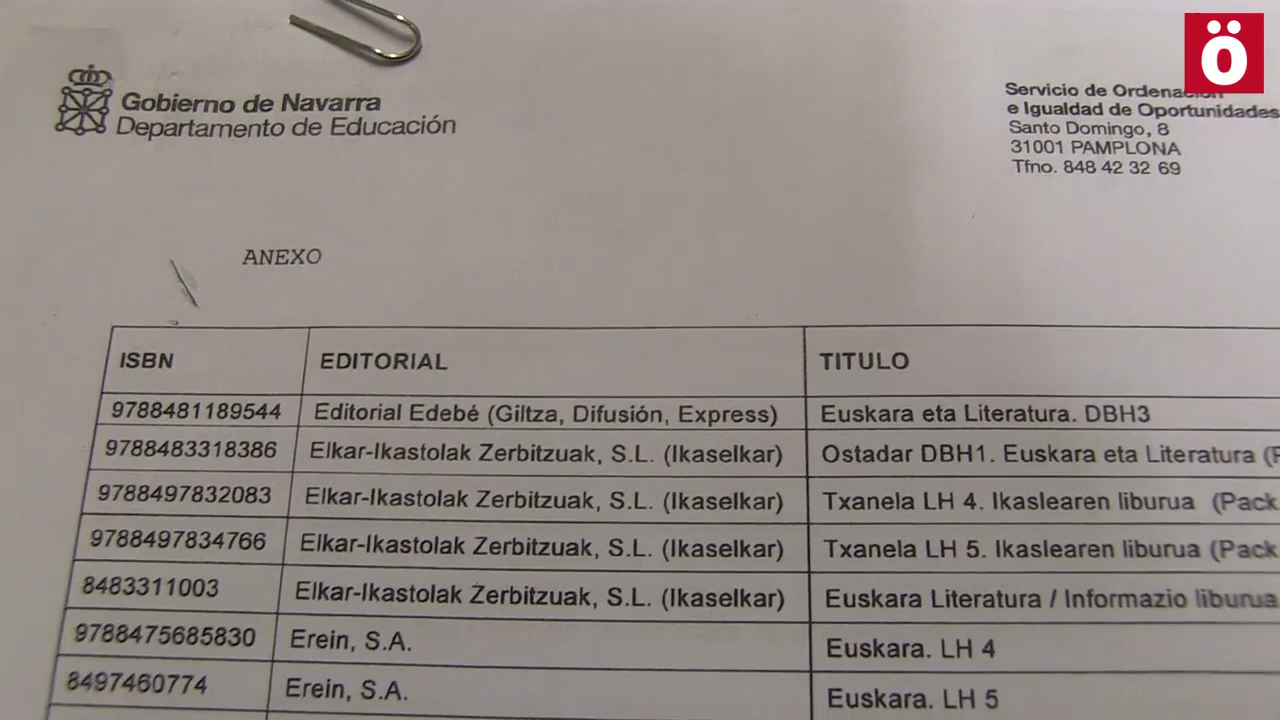 ö
Gobierno de Navarra
Departamento de Educación
Servicio de Ordenación
e Igualdad de Oportunidades
Santo Domingo, 8
31001 PAMPLONA
Tfno. 848 42 32 69
ANEXO
ISBN EDITORIAL TITULO
9788481189544 Editorial Edebé (Giltza, Difusión, Express) Euskara eta Literatura. DBH3
9788483318386 Elkar-Ikastolak Zerbitzuak, S.L. (Ikaselkar) Ostadar DBH1. Euskara eta Literatura (P
9788497832083 Elkar-Ikastolak Zerbitzuak, S.L. (Ikaselkar) Txanela LH 4. Ikaslearen liburua (Pack
9788497834766 Elkar-Ikastolak Zerbitzuak, S.L. (Ikaselkar) Txanela LH 5. Ikaslearen liburua (Pack
8483311003 Elkar-Ikastolak Zerbitzuak, S.L. (Ikaselkar) Euskara Literatura / Informazio liburua
9788475685830 Erein, S.A. Euskara. LH 4
8497460774 Erein, S.A. Euskara. LH 5